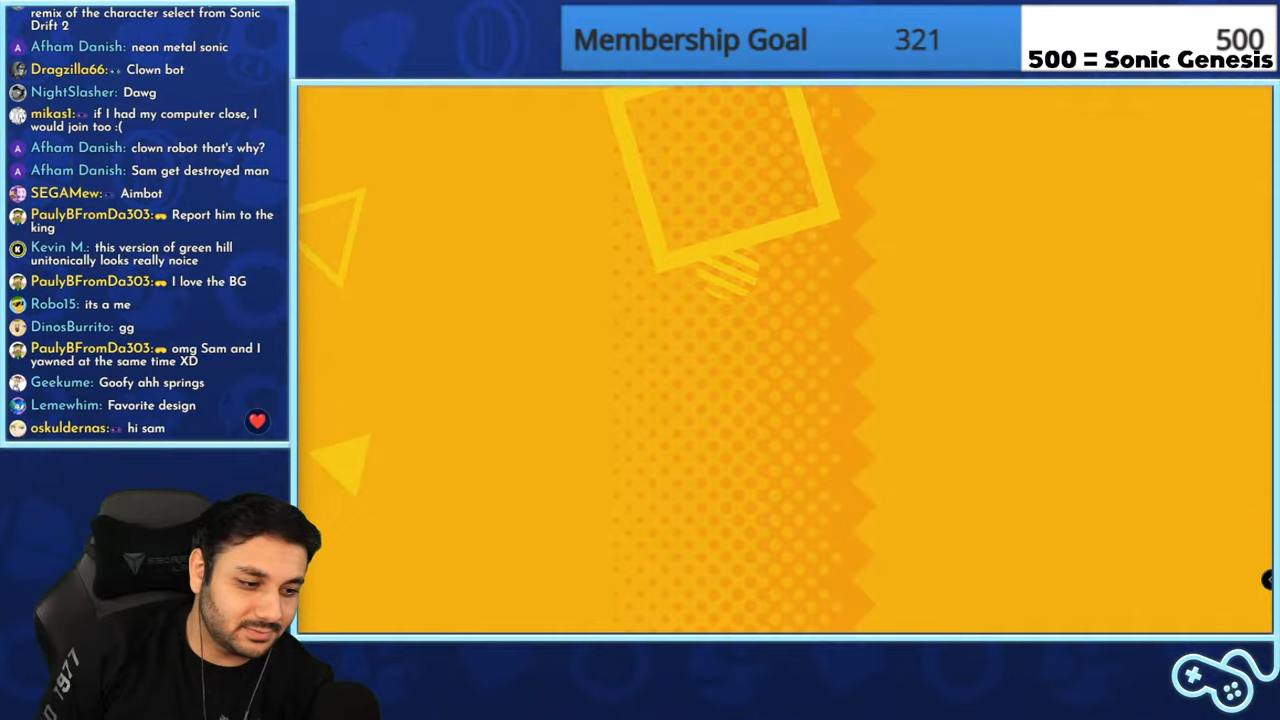 remix of the character select from Sonic
Drift 2
A Afham Danish: neon metal sonic
Dragzilla66: Clown bot
NightSlasher: Dawg
mikas1: if I had my computer close, I
would join too :(
A Afham Danish: clown robot that's why?
A Afham Danish: Sam get destroyed man
SEGAMew: Aimbot
PaulyBFromDa303: Report him to the
king
K Kevin M.: this version of green hill
unitonically looks really noice
PaulyBFromDa303: I love the BG
Robo15: its a me
DinosBurrito: gg
PaulyBFromDa303: omg Sam and I
yawned at the same time XD
Geekume: Goofy ahh springs
Lemewhim: Favorite design
oskuldernas: hi sam
Membership Goal 321 500
500 = Sonic Genesis
1977